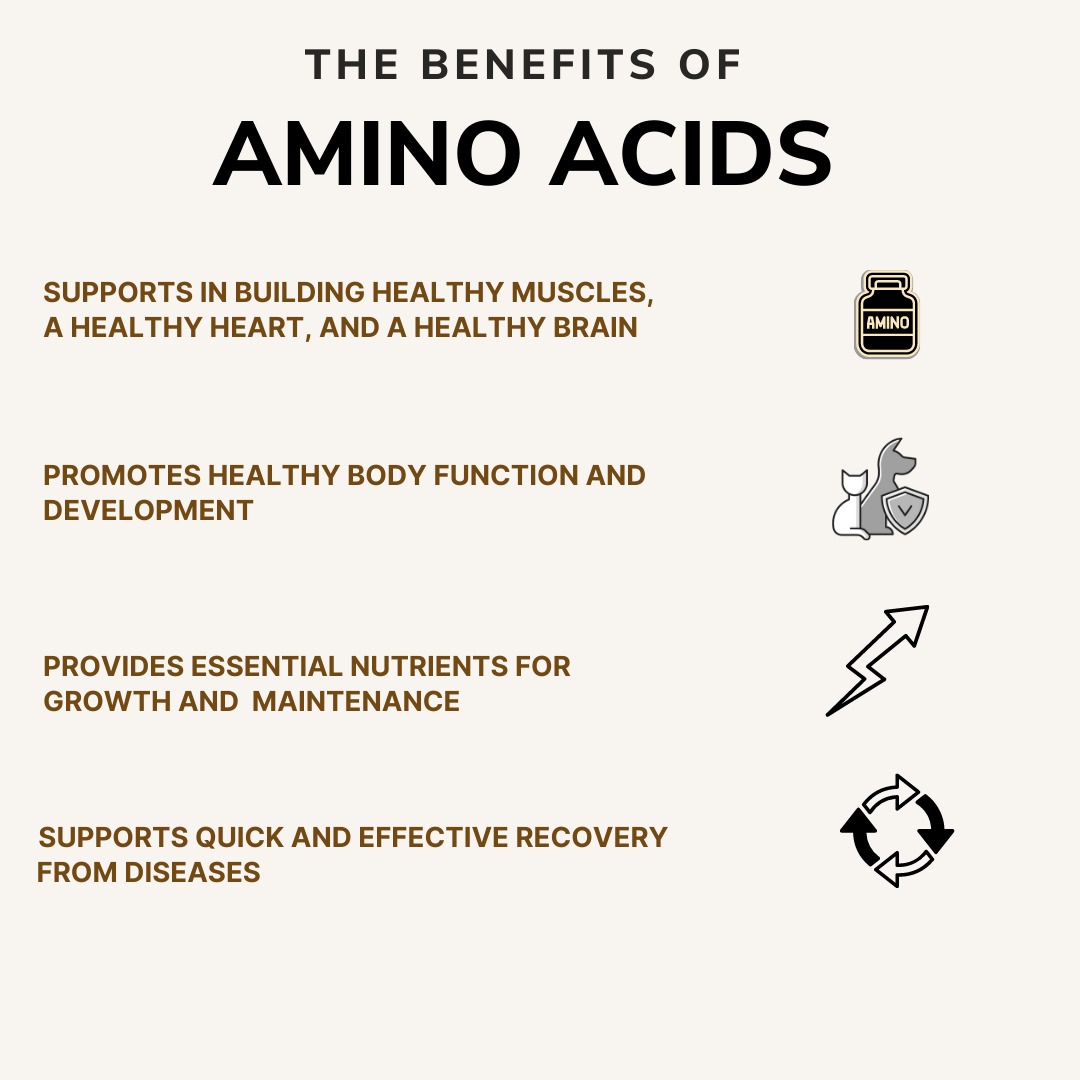 THE BENEFITS OF
AMINO ACIDS
SUPPORTS IN BUILDING HEALTHY MUSCLES,
A HEALTHY HEART, AND A HEALTHY BRAIN
AMINO
PROMOTES HEALTHY BODY FUNCTION AND
DEVELOPMENT
PROVIDES ESSENTIAL NUTRIENTS FOR
GROWTH AND  MAINTENANCE
SUPPORTS QUICK AND EFFECTIVE RECOVERY
FROM DISEASES